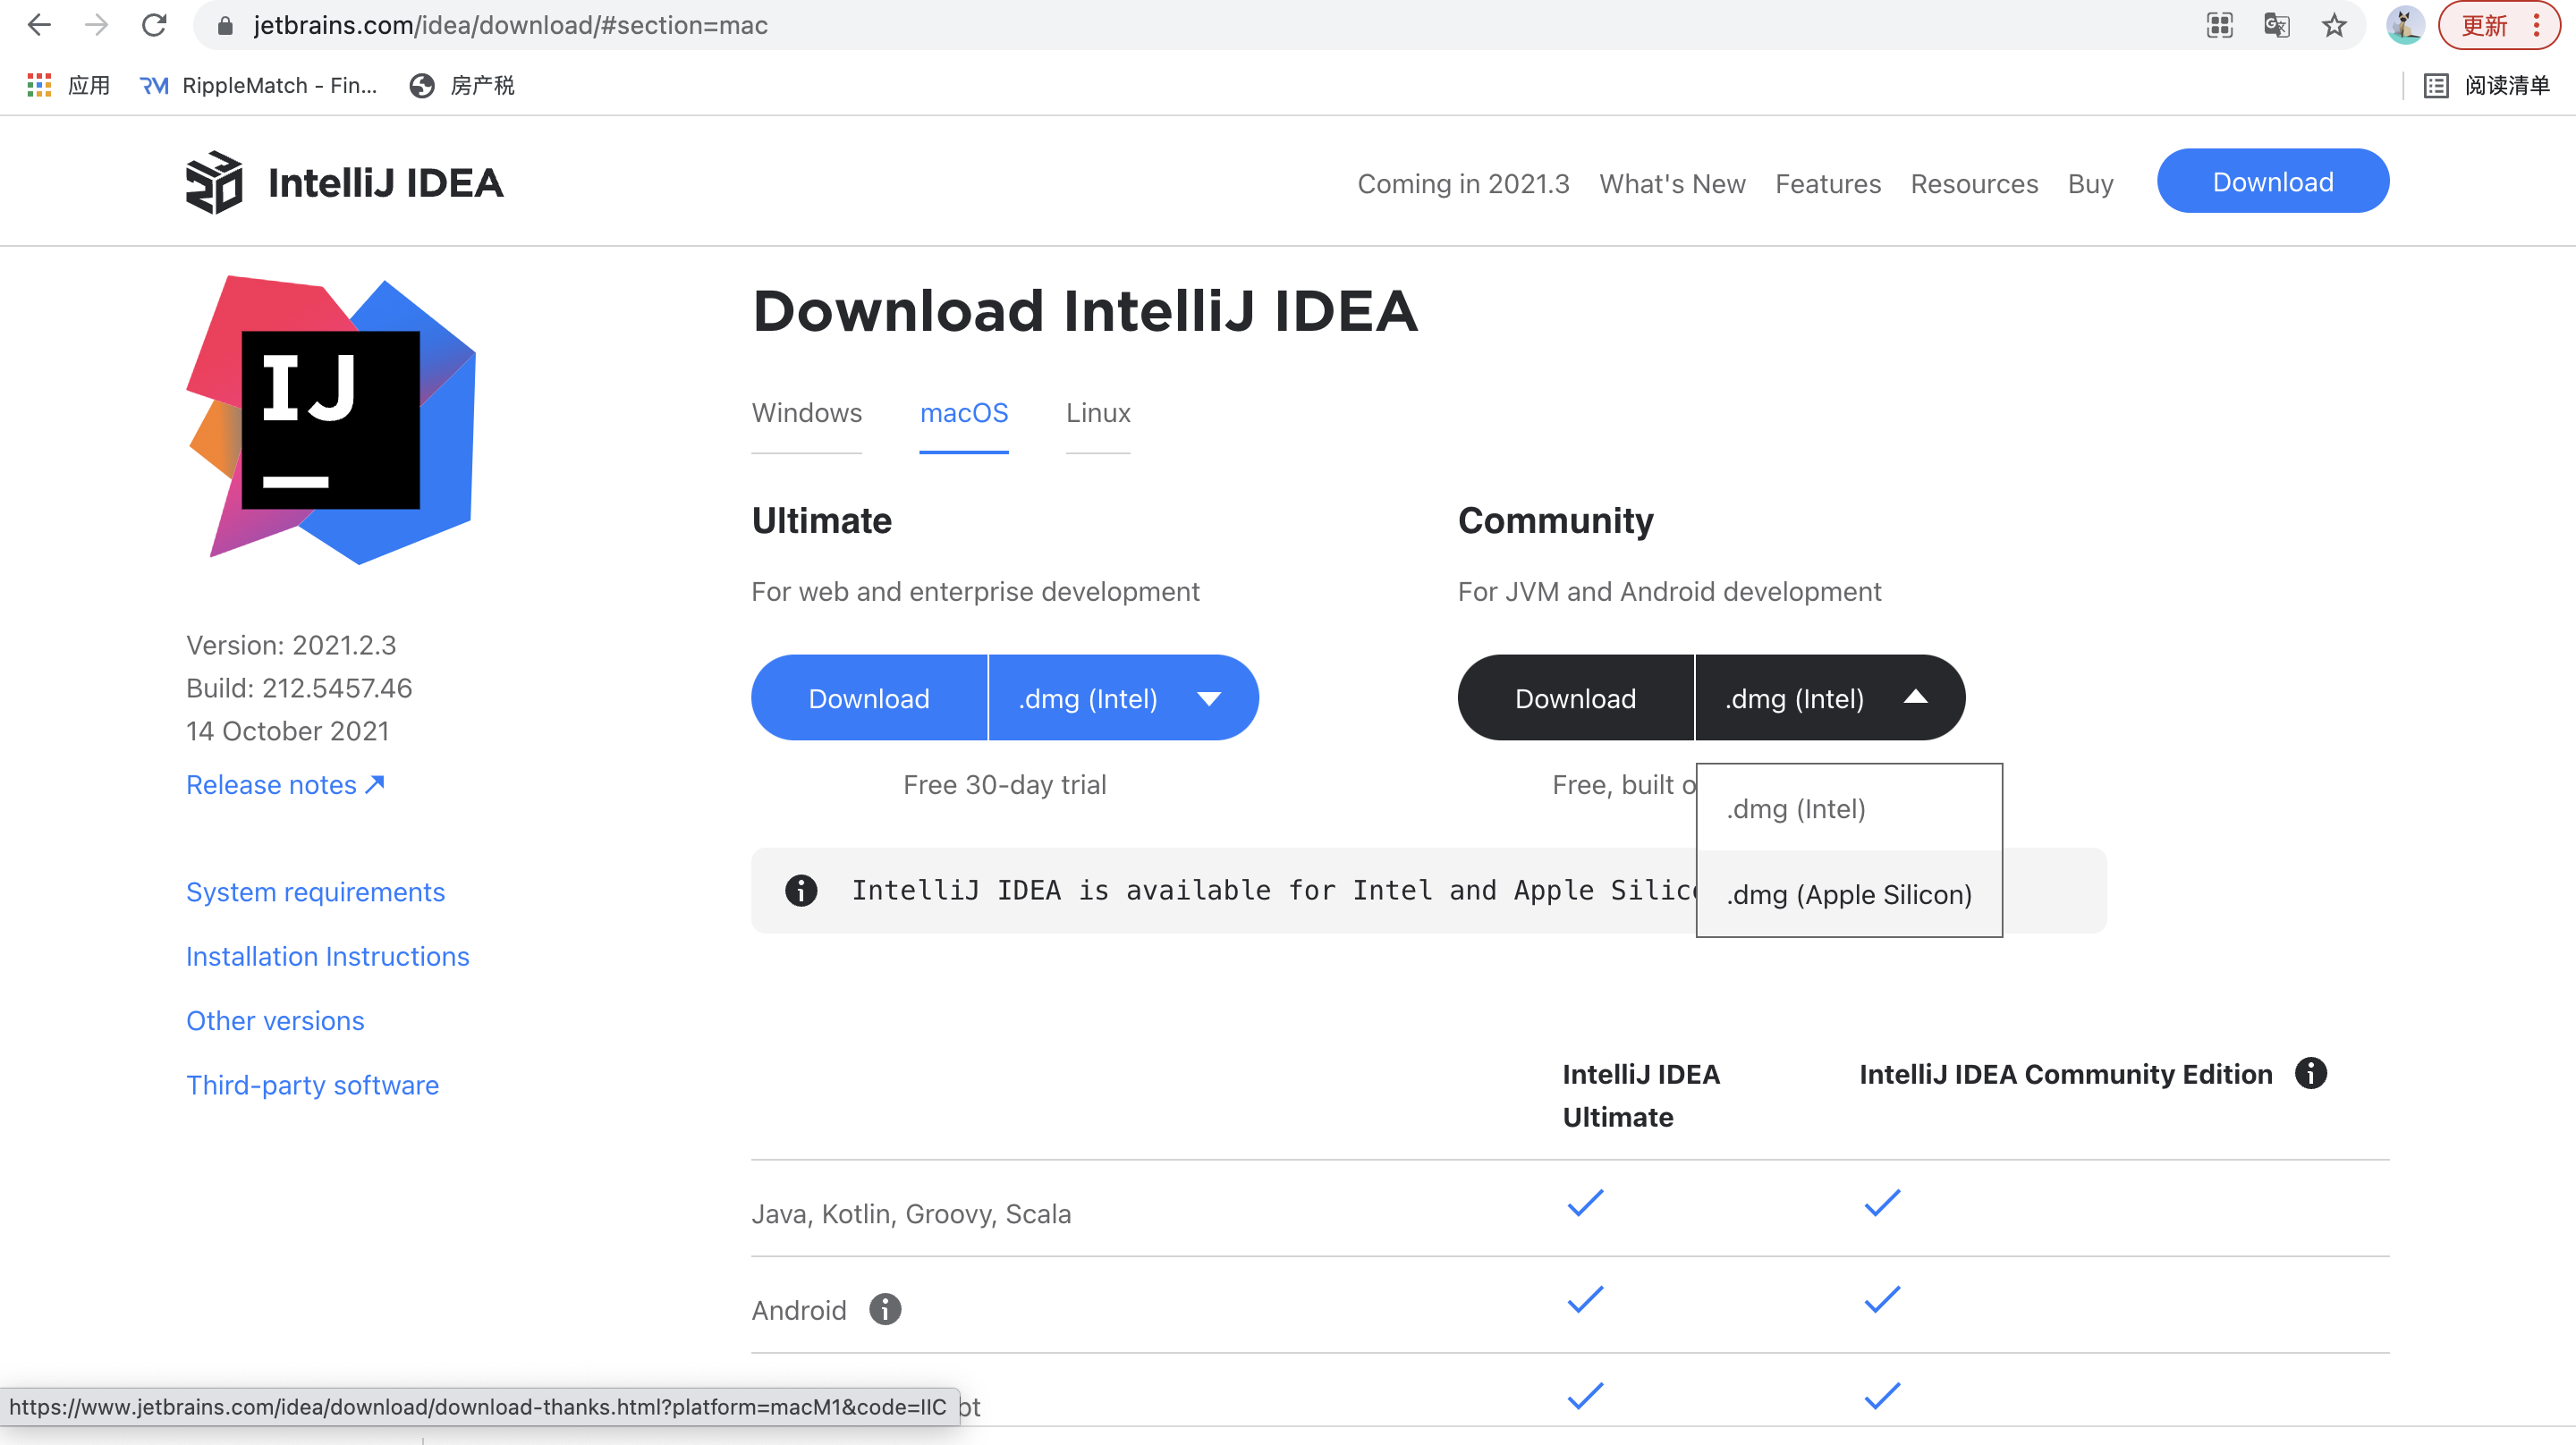 jetbrains.com/idea/download/#section=mac
更新
应用
RippleMatch - Fin...
房产税
阅读清单
IntelliJ IDEA
Coming in 2021.3
What's New
Features
Resources
Buy
Download
IJ
Version: 2021.2.3
Build: 212.5457.46
14 October 2021
Release notes
System requirements
Installation Instructions
Other versions
Third-party software
Download IntelliJ IDEA
Windows
macOS
Linux
Ultimate
For web and enterprise development
Download
.dmg (Intel)
Free 30-day trial
Community
For JVM and Android development
Download
.dmg (Intel)
Free, built o
.dmg (Intel)
.dmg (Apple Silicon)
IntelliJ IDEA is available for Intel and Apple Silic
IntelliJ IDEA
Ultimate
IntelliJ IDEA Community Edition
Java, Kotlin, Groovy, Scala
Android
https://www.jetbrains.com/idea/download/download-thanks.html?platform=macM1&code=IIC